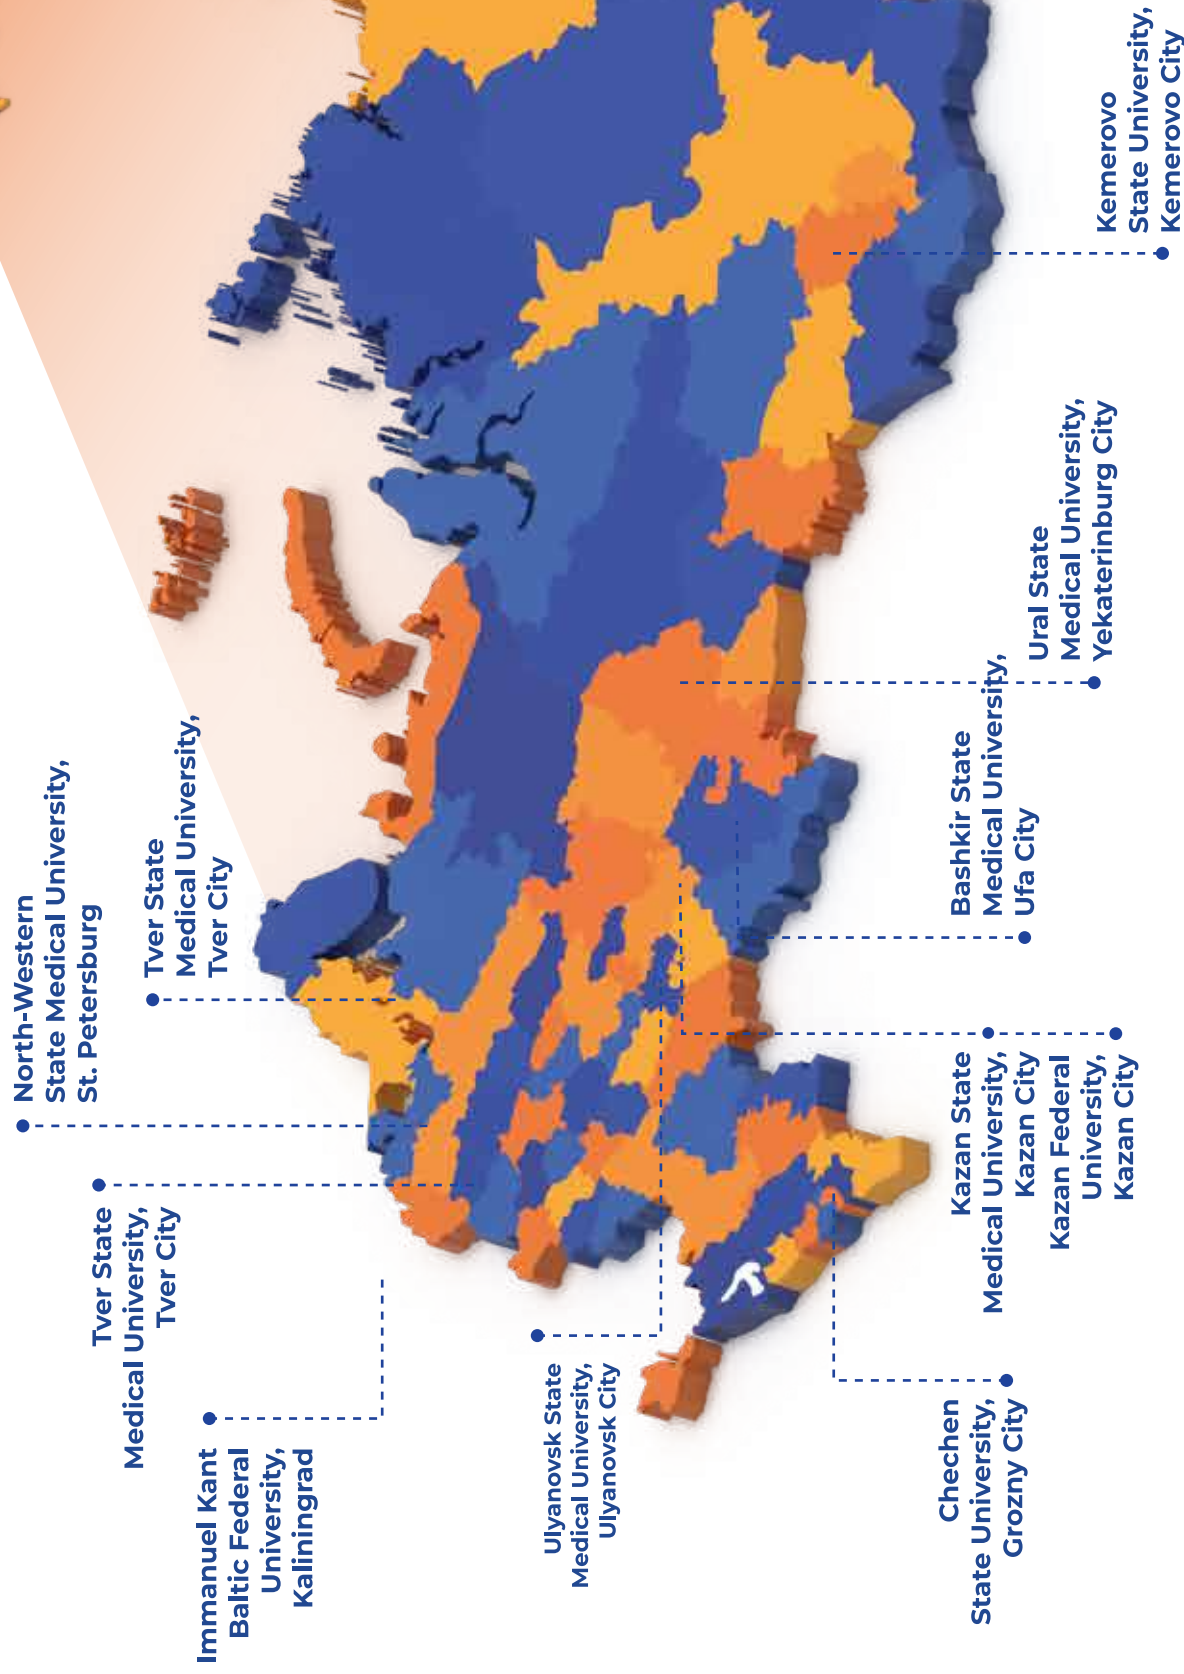 North-Western
State Medical University,
St. Petersburg
Tver State
Medical University,
Tver City
Tver State
Medical University,
Tver City
Immanuel Kant
Baltic Federal
University,
Kaliningrad
Ulyanovsk State
Medical University,
Ulyanovsk City
Chechen
State University,
Grozny City
Kazan State
Medical University,
Kazan City
Kazan Federal
University,
Kazan City
Bashkir State
Medical University,
Ufa City
Ural State
Medical University,
Yekaterinburg City
Kemerovo
State University,
Kemerovo City